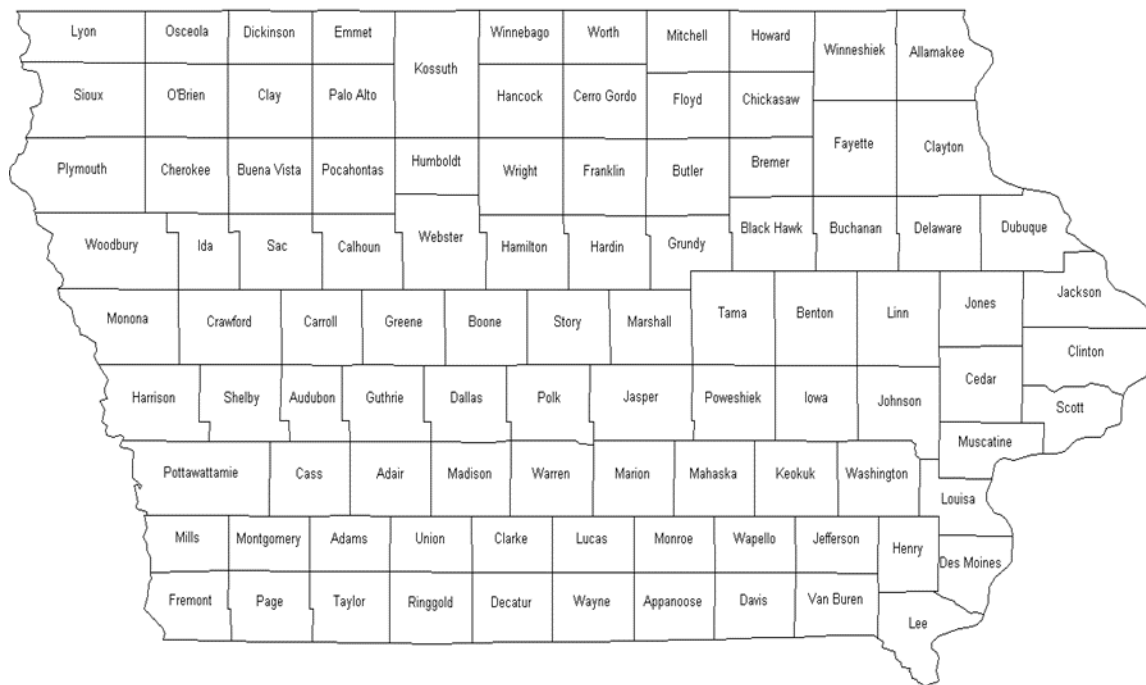 Lyon
Osceola
Dickinson
Emmet
Kossuth
Winnebago
Worth
Mitchell
Howard
Winneshiek
Allamakee
Sioux
O'Brien
Clay
Palo Alto
Hancock
Cerro Gordo
Floyd
Chickasaw
Fayette
Clayton
Plymouth
Cherokee
Buena Vista
Pocahontas
Humboldt
Wright
Franklin
Butler
Bremer
Woodbury
Ida
Sac
Calhoun
Webster
Hamilton
Hardin
Grundy
Black Hawk
Buchanan
Delaware
Dubuque
Monona
Crawford
Carroll
Greene
Boone
Story
Marshall
Tama
Benton
Linn
Jones
Jackson
Clinton
Harrison
Shelby
Audubon
Guthrie
Dallas
Polk
Jasper
Poweshiek
Iowa
Johnson
Cedar
Scott
Muscatine
Pottawattamie
Cass
Adair
Madison
Warren
Marion
Mahaska
Keokuk
Washington
Louisa
Mills
Montgomery
Adams
Union
Clarke
Lucas
Monroe
Wapello
Jefferson
Henry
Des Moines
Fremont
Page
Taylor
Ringgold
Decatur
Wayne
Appanoose
Davis
Van Buren
Lee